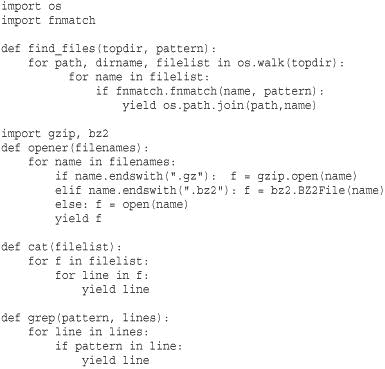 import os
import fnmatch

def find_files(topdir, pattern):
    for path, dirname, filelist in os.walk(topdir):
          for name in filelist:
              if fnmatch.fnmatch(name, pattern):
                  yield os.path.join(path,name)

import gzip, bz2
def opener(filenames):
    for name in filenames:
        if name.endswith(".gz"):  f = gzip.open(name)
        elif name.endswith(".bz2"): f = bz2.BZ2File(name)
        else: f = open(name)
        yield f

def cat(filelist):
    for f in filelist:
        for line in f:
            yield line

def grep(pattern, lines):
    for line in lines:
        if pattern in line:
            yield line